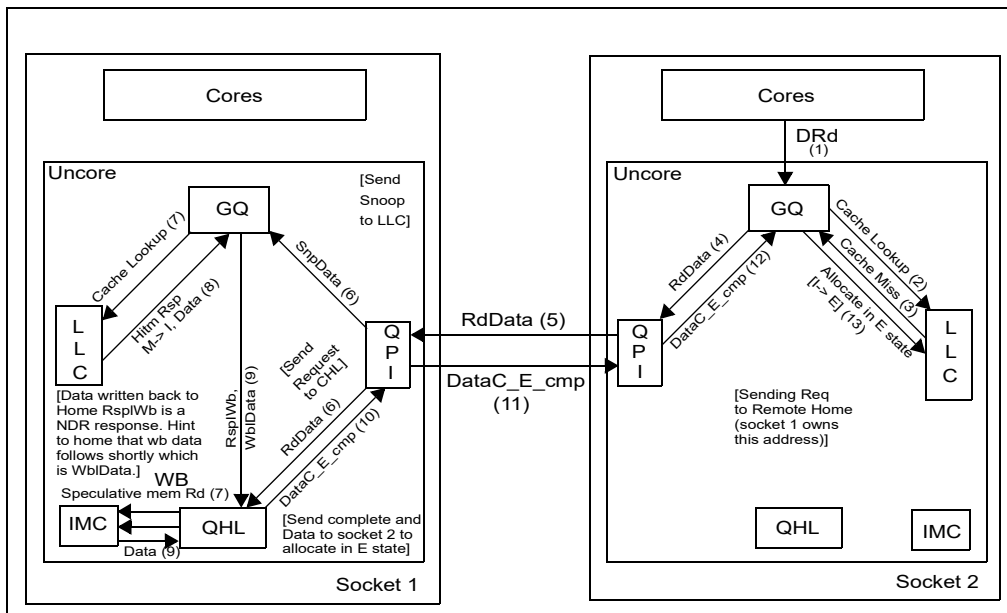 Cores
Uncore
[Send
Snoop
to LLC]
GQ
Cache Lookup (7)
Hitm Rsp
M-> I, Data (8)
SnpData (6)
L
L
C
Q
P
I
[Send
Request
to CHL]
RspIWb,
WbIData (9)
RdData (6)
DataC_E_cmp (10)
[Data written back to
Home RspIWb is a
NDR response. Hint
to home that wb data
follows shortly which
is WbIData.]
WB
Speculative mem Rd (7)
IMC
QHL
Data (9)
[Send complete and
Data to socket 2 to
allocate in E state]
Socket 1
RdData (5)
DataC_E_cmp
(11)
Cores
DRd
(1)
Uncore
GQ
RdData (4)
DataC_E_cmp (12)
Cache Lookup (2)
Cache Miss (3)
Allocate in E state
[I-> E] (13)
Q
P
I
L
L
C
[Sending Req
to Remote Home
(socket 1 owns
this address)]
QHL
IMC
Socket 2